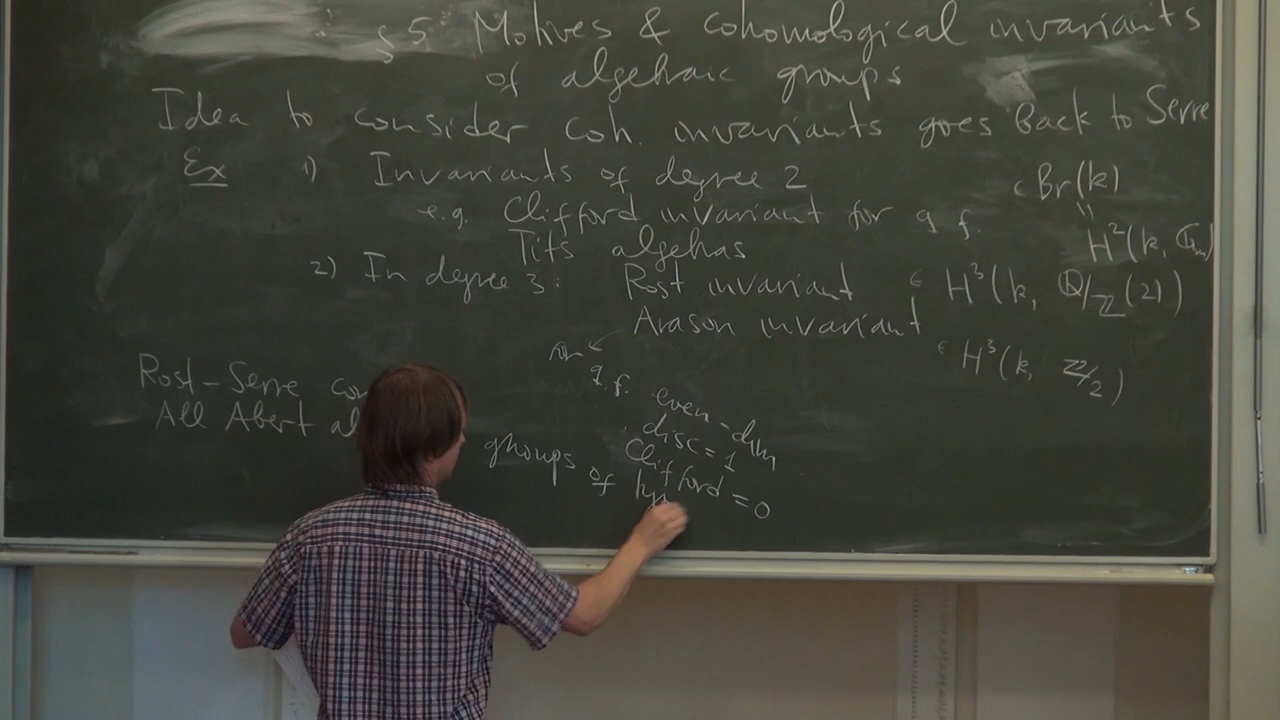 §5 Motives & cohomological invariants
of algebraic groups
Idea to consider coh. invariants goes Back to Serre
Ex 1) Invariants of degree 2 ∈ Br(k)
e.g. Clifford invariant for q.f. H²(k, Gm)
Tits algebras
2) In degree 3: Rost invariant ∈ H³(k, Q/Z(2))
Arason invariant ∈ H³(k, Z/2)
for q.f. even-dim
disc = 1
Clifford = 0
Rost-Serre
All Albert groups of